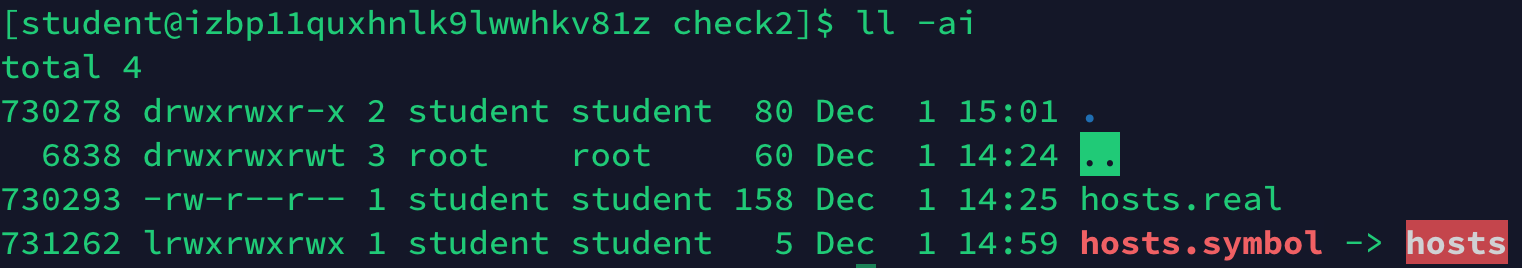 [student@izbp11quxhnlk9lwwhkv81z check2]$ ll -ai
total 4
730278 drwxrwxr-x 2 student student  80 Dec  1 15:01 .
  6838 drwxrwxrwt 3 root    root     60 Dec  1 14:24 ..
730293 -rw-r--r-- 1 student student 158 Dec  1 14:25 hosts.real
731262 lrwxrwxrwx 1 student student   5 Dec  1 14:59 hosts.symbol -> hosts